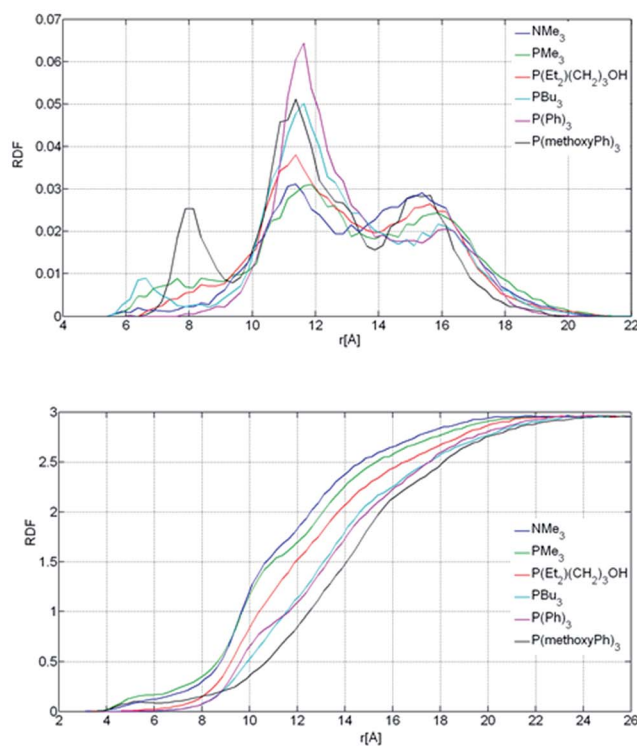 0.07
0.06
0.05
0.04
0.03
0.02
0.01
0
RDF
4 6 8 10 12 14 16 18 20 22
r[A]
NMe3
PMe3
P(Et2)(CH2)3OH
PBu3
P(Ph)3
P(methoxyPh)3
3
2.5
2
1.5
1
0.5
0
RDF
2 4 6 8 10 12 14 16 18 20 22 24 26
r[A]
NMe3
PMe3
P(Et2)(CH2)3OH
PBu3
P(Ph)3
P(methoxyPh)3